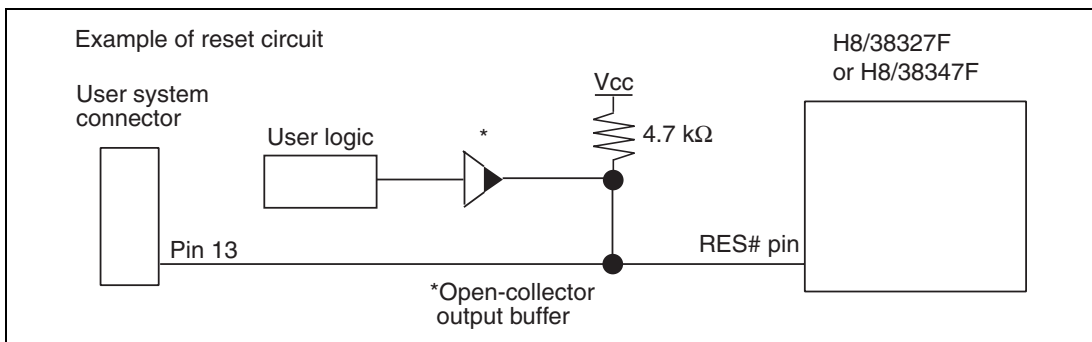 Example of reset circuit
H8/38327F
or H8/38347F
User system
connector
User logic
*
Vcc
4.7 kΩ
Pin 13
RES# pin
*Open-collector
output buffer